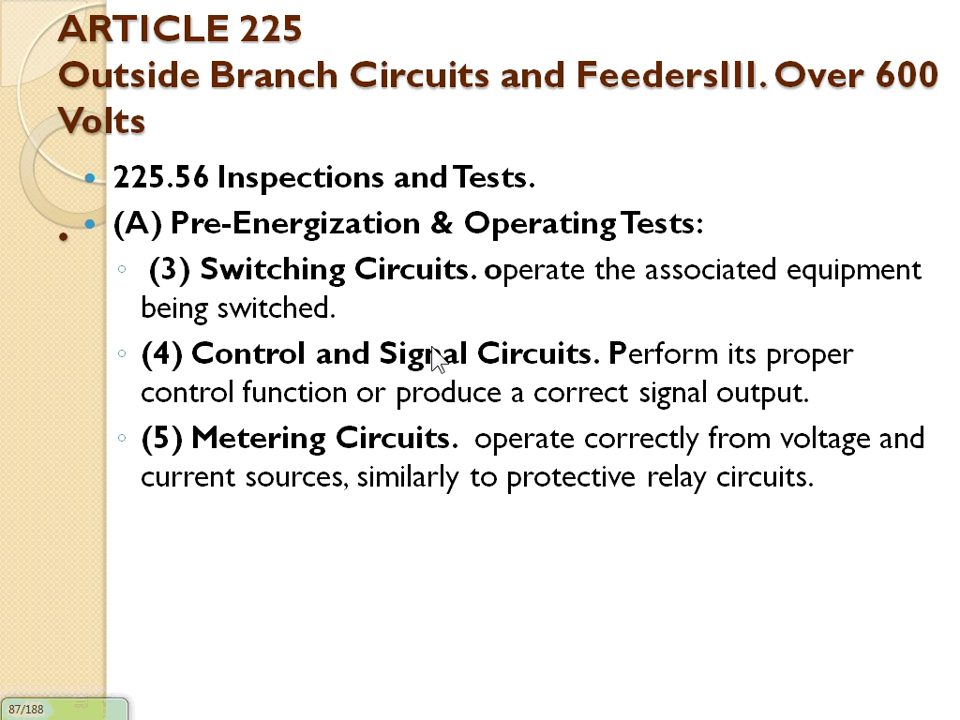 ARTICLE 225
Outside Branch Circuits and FeedersIII. Over 600
Volts
• 225.56 Inspections and Tests.
• • (A) Pre-Energization & Operating Tests:
◦ (3) Switching Circuits. operate the associated equipment
being switched.
◦ (4) Control and Signal Circuits. Perform its proper
control function or produce a correct signal output.
◦ (5) Metering Circuits. operate correctly from voltage and
current sources, similarly to protective relay circuits.
87/188